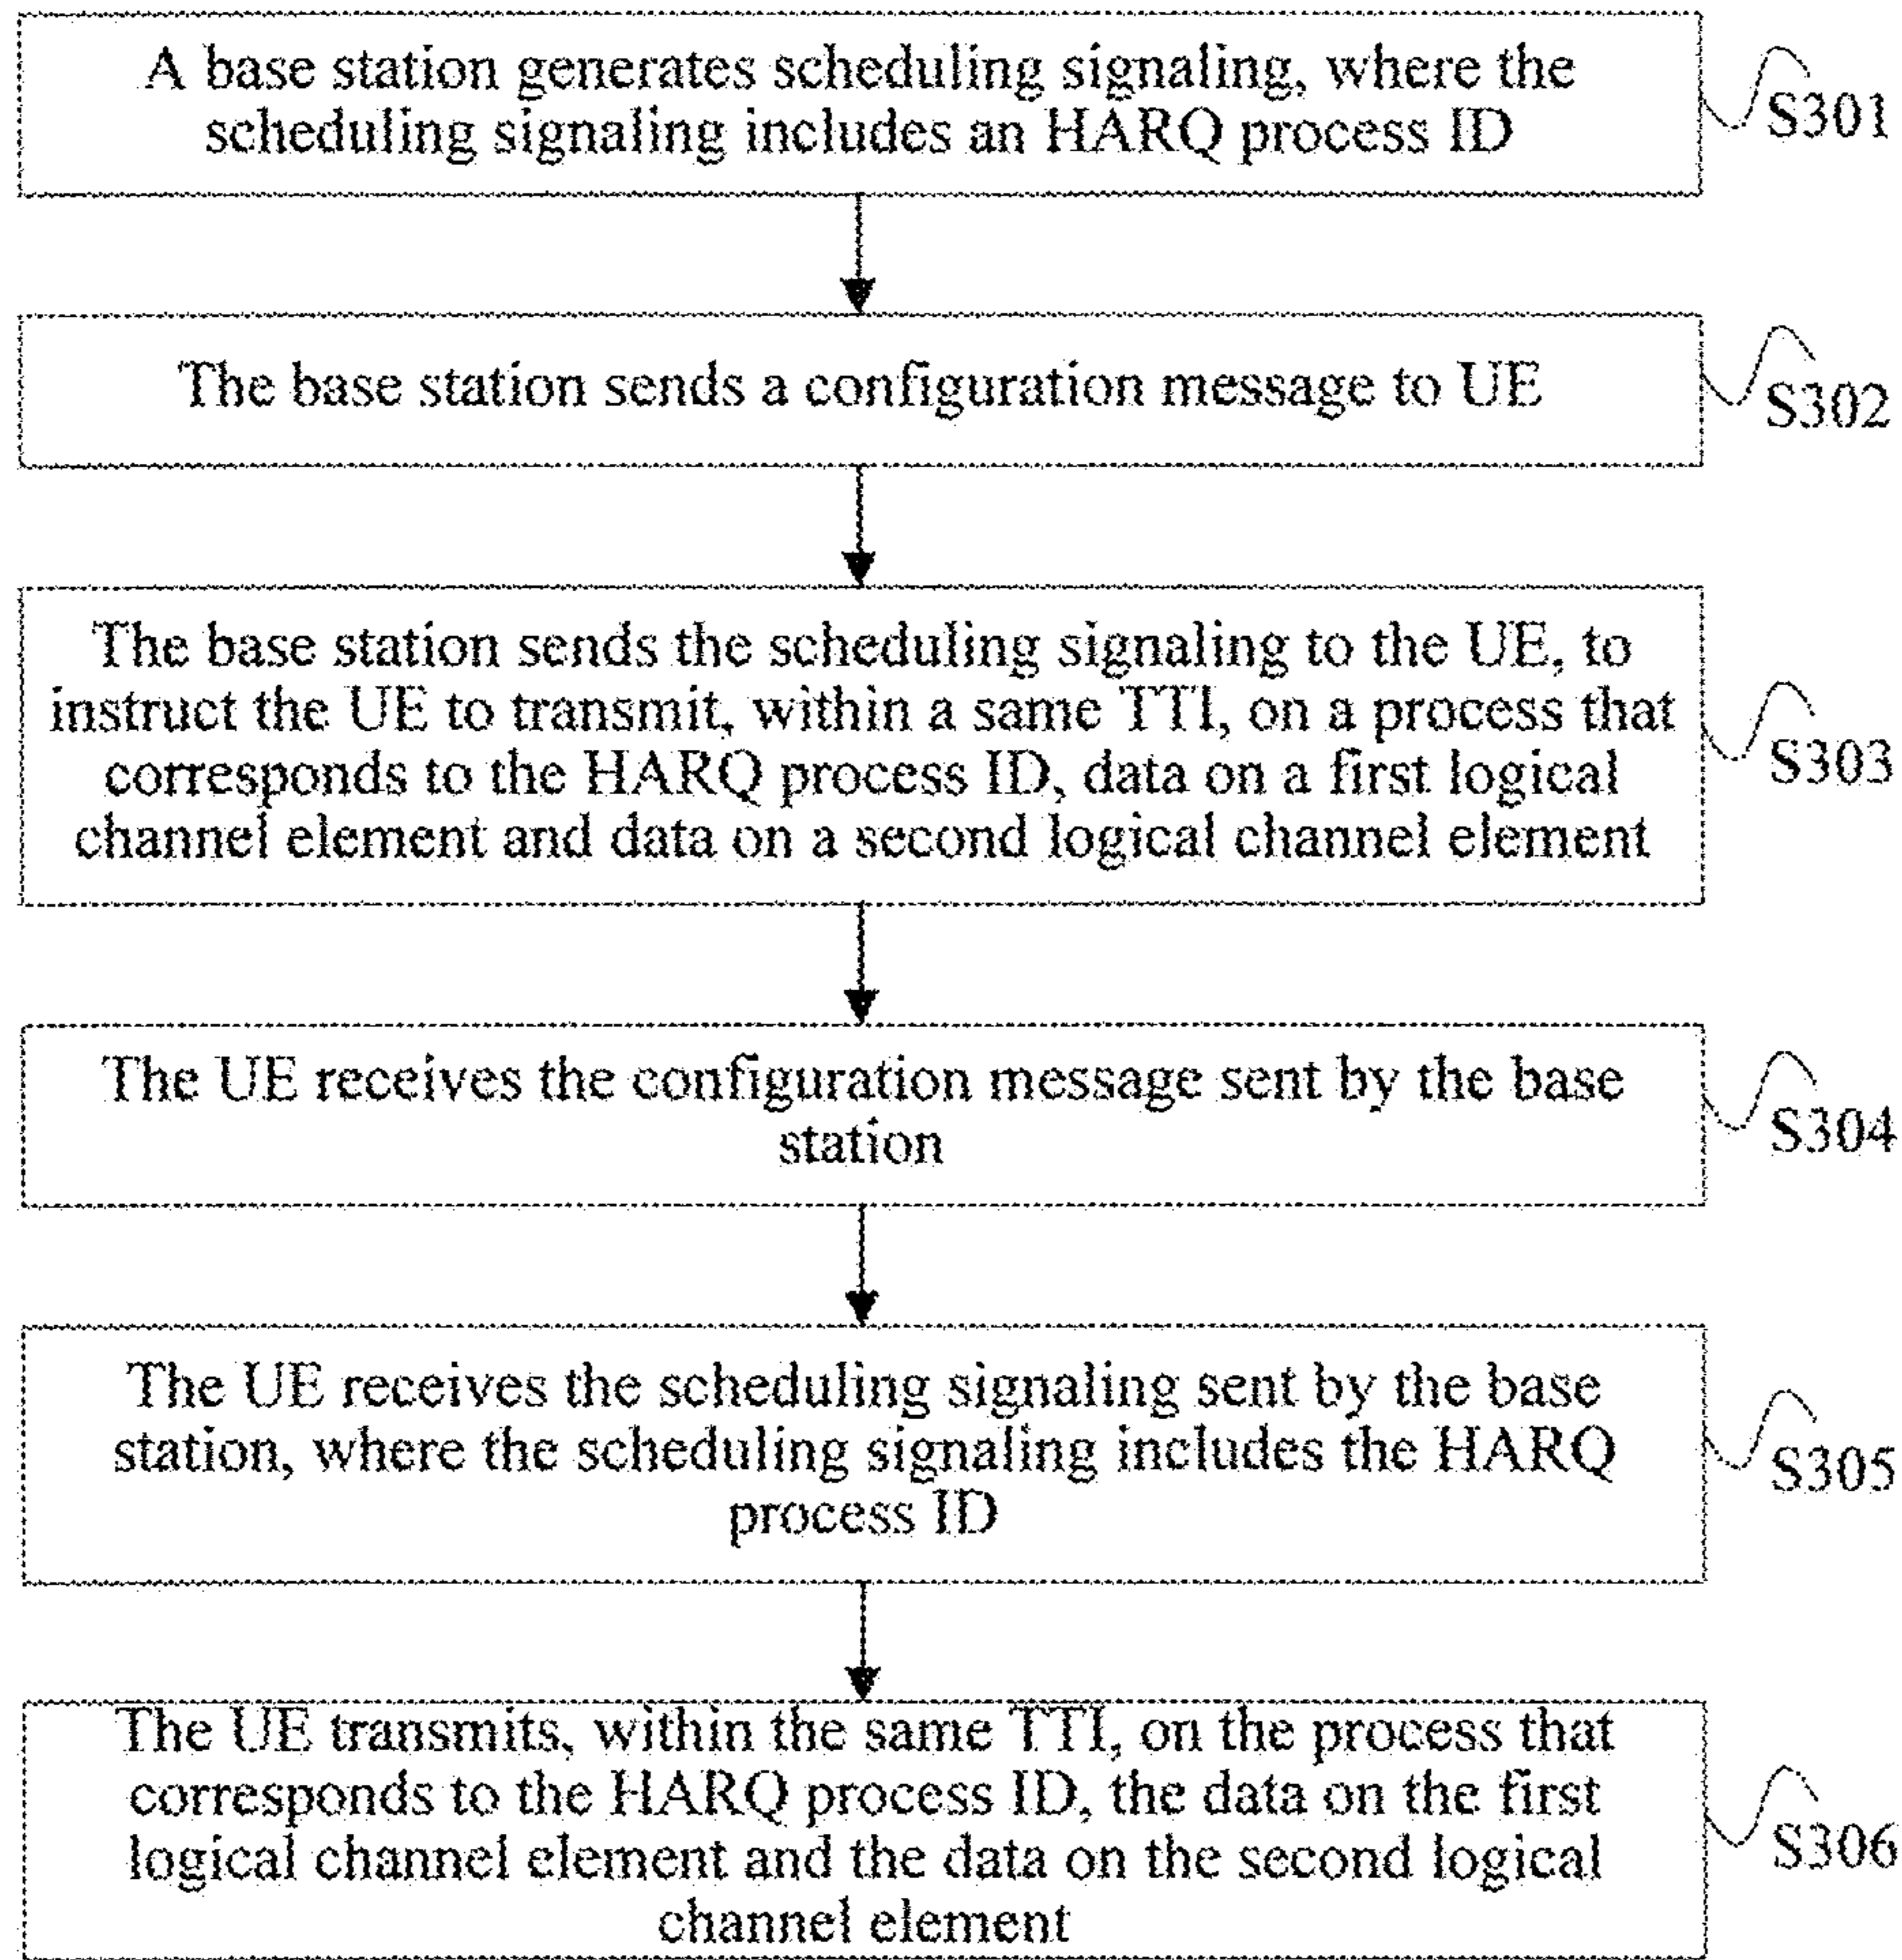 A base station generates scheduling signaling, where the
scheduling signaling includes an HARQ process ID
S301
The base station sends a configuration message to UE
S302
The base station sends the scheduling signaling to the UE, to
instruct the UE to transmit, within a same TTI, on a process that
corresponds to the HARQ process ID, data on a first logical
channel element and data on a second logical channel element
S303
The UE receives the configuration message sent by the base
station
S304
The UE receives the scheduling signaling sent by the base
station, where the scheduling signaling includes the HARQ
process ID
S305
The UE transmits, within the same TTI, on the process that
corresponds to the HARQ process ID, the data on the first
logical channel element and the data on the second logical
channel element
S306